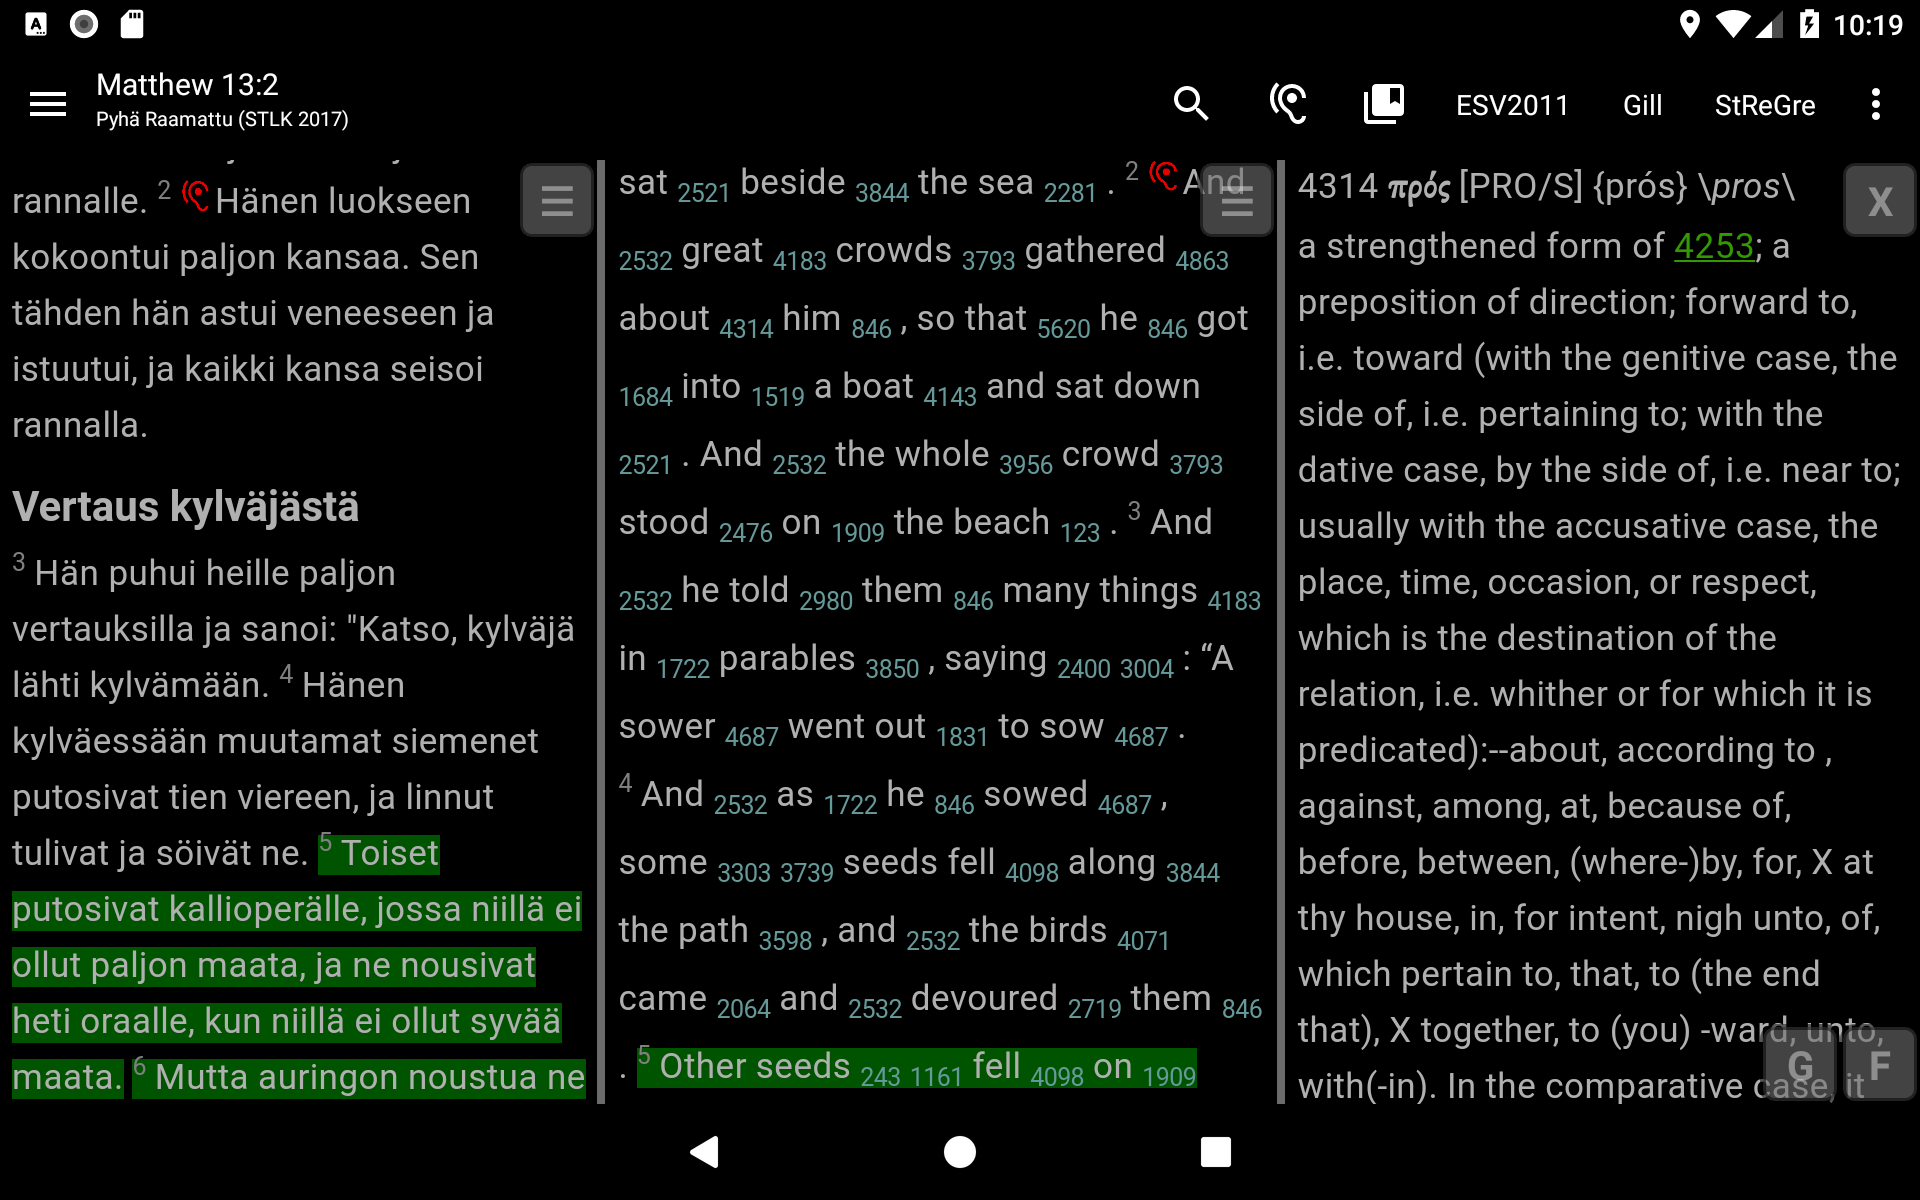 10:19
Matthew 13:2
Pyhä Raamattu (STLK 2017)
ESV2011 Gill StReGre
rannalle. 2 Hänen luokseen
kokoontui paljon kansaa. Sen
tähden hän astui veneeseen ja
istuutui, ja kaikki kansa seisoi
rannalla.
Vertaus kylväjästä
3 Hän puhui heille paljon
vertauksilla ja sanoi: "Katso, kylväjä
lähti kylvämään. 4 Hänen
kylväessään muutamat siemenet
putosivat tien viereen, ja linnut
tulivat ja söivät ne. 5 Toiset
putosivat kallioperälle, jossa niillä ei
ollut paljon maata, ja ne nousivat
heti oraalle, kun niillä ei ollut syvää
maata. 6 Mutta auringon noustua ne
sat 2521 beside 3844 the sea 2281 . 2 And
2532 great 4183 crowds 3793 gathered 4863
about 4314 him 846 , so that 5620 he 846 got
1684 into 1519 a boat 4143 and sat down
2521 . And 2532 the whole 3956 crowd 3793
stood 2476 on 1909 the beach 123 . 3 And
2532 he told 2980 them 846 many things 4183
in 1722 parables 3850 , saying 2400 3004 : “A
sower 4687 went out 1831 to sow 4687 .
4 And 2532 as 1722 he 846 sowed 4687 ,
some 3303 3739 seeds fell 4098 along 3844
the path 3598 , and 2532 the birds 4071
came 2064 and 2532 devoured 2719 them 846
. 5 Other seeds 243 1161 fell 4098 on 1909
4314 πρός [PRO/S] {prós} \pros\
X
a strengthened form of 4253; a
preposition of direction; forward to,
i.e. toward (with the genitive case, the
side of, i.e. pertaining to; with the
dative case, by the side of, i.e. near to;
usually with the accusative case, the
place, time, occasion, or respect,
which is the destination of the
relation, i.e. whither or for which it is
predicated):--about, according to ,
against, among, at, because of,
before, between, (where-)by, for, X at
thy house, in, for intent, nigh unto, of,
which pertain to, that, to (the end
that), X together, to (you) -ward, unto,
with(-in). In the comparative case, it
G F